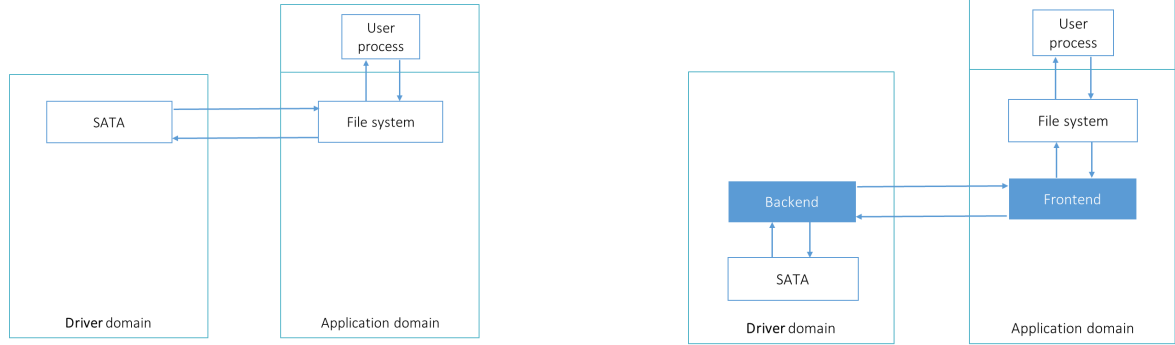 User
process
SATA
File system
Driver domain
Application domain
User
process
File system
Backend
Frontend
SATA
Driver domain
Application domain